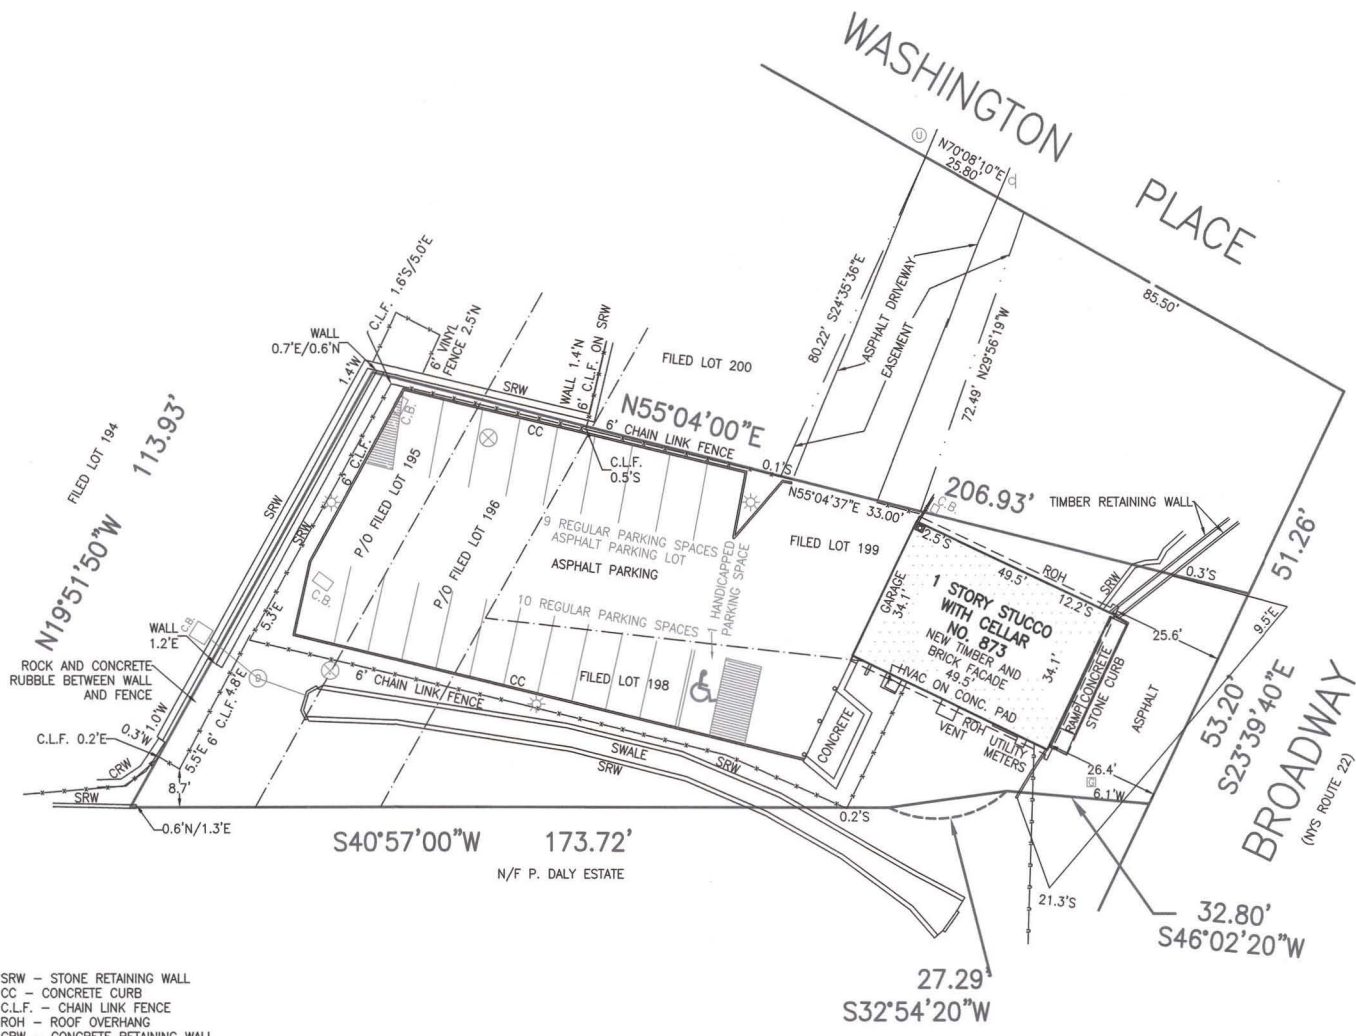 WASHINGTON PLACE
N70°08'10"E
25.80'
U
85.50'
80.22' S24°35'36"E
ASPHALT DRIVEWAY
EASEMENT
72.49' N29°56'19"W
C.L.F. 1.6'S/5.0'E
6' VINYL
FENCE 2.5'N
WALL
0.7'E/0.6'N
1.4'W
SRW
WALL 1.4'N
6' C.L.F. ON SRW
FILED LOT 200
N55°04'00"E
6' CHAIN LINK FENCE
CC
C.B.
C.L.F.
0.5'S
0.1'S
N55°04'37"E 33.00'
206.93'
C.B.
TIMBER RETAINING WALL
FILED LOT 194
113.93'
N19°51'50"W
SRW
6' C.L.F.
SRW
P/O FILED LOT 195
P/O FILED LOT 196
9 REGULAR PARKING SPACES
ASPHALT PARKING LOT
ASPHALT PARKING
10 REGULAR PARKING SPACES
1 HANDICAPPED
PARKING SPACE
FILED LOT 199
FILED LOT 198
2.5'S
49.5'
ROH
12.2'S
SRW
0.3'S
51.26'
9.5'E
25.6'
GARAGE
34.1'
1 STORY STUCCO
WITH CELLAR
NO. 873
NEW TIMBER AND
BRICK FACADE
49.5'
34.1'
HVAC ON CONC. PAD
VENT
ROH
UTILITY
METERS
RAMP
CONCRETE
STONE CURB
ASPHALT
26.4'
G
6.1'W
53.20'
S23°39'40"E
BROADWAY
(NYS ROUTE 22)
C.B.
C.B.
WALL
1.2'E
5.3'E
ROCK AND CONCRETE
RUBBLE BETWEEN WALL
AND FENCE
1.0'W
0.3'W
C.L.F. 0.2'E
CRW
SRW
5.5'E 6' C.L.F. 4.8'E
8.7'
D
0.6'N/1.3'E
6' CHAIN LINK FENCE
CC
SWALE
SRW
SRW
CONCRETE
0.2'S
S40°57'00"W 173.72'
N/F P. DALY ESTATE
21.3'S
32.80'
S46°02'20"W
27.29'
S32°54'20"W
SRW – STONE RETAINING WALL
CC – CONCRETE CURB
C.L.F. – CHAIN LINK FENCE
ROH – ROOF OVERHANG
CRW – CONCRETE RETAINING WALL